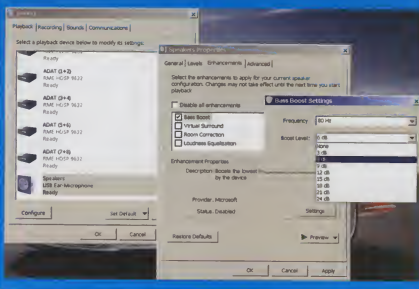 Playback
Recording
Sounds
Communications
Select a playback device below to modify its settings:
Ready
ADAT (1+2)
RME HDSP 9632
Ready
ADAT (3+4)
RME HDSP 9632
Ready
ADAT (5+6)
RME HDSP 9632
Ready
ADAT (7+8)
RME HDSP 9632
Ready
Speakers
USB Ear-Microphone
Ready
Configure
Set Default
OK
Cancel
Speakers Properties
General
Levels
Enhancements
Advanced
Select the enhancements to apply for your current speaker
configuration. Changes may not take effect until the next time you start
playback.
Disable all enhancements
Bass Boost
Virtual Surround
Room Correction
Loudness Equalization
Enhancement Properties
Description: Boosts the lowest
by the device
Provider: Microsoft
Status: Disabled
Settings
Restore Defaults
Preview
OK
Cancel
Apply
Bass Boost Settings
Frequency
80 Hz
Boost Level:
6 dB
None
3 dB
6 dB
9 dB
12 dB
15 dB
18 dB
21 dB
24 dB